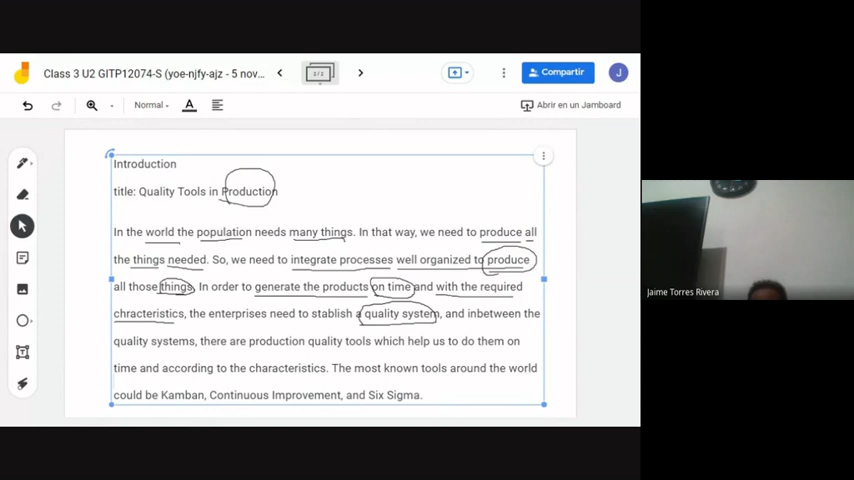 Class 3 U2 GITP12074-S (yoe-njfy-ajz - 5 nov...
2/2
Compartir
J
Normal
A
Abrir en un Jamboard
Introduction
title: Quality Tools in Production
In the world the population needs many things. In that way, we need to produce all
the things needed. So, we need to integrate processes well organized to produce
all those things. In order to generate the products on time and with the required
chracteristics, the enterprises need to stablish a quality system, and inbetween the
quality systems, there are production quality tools which help us to do them on
time and according to the characteristics. The most known tools around the world
could be Kamban, Continuous Improvement, and Six Sigma.
Jaime Torres Rivera